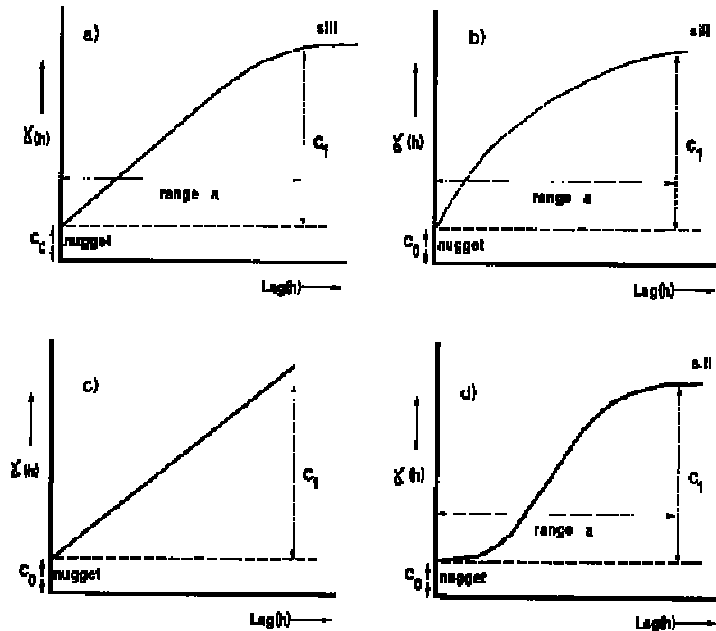 a)
sill
γ(h)
C1
range a
C0
nugget
Lag(h)
b)
sill
γ(h)
C1
range a
C0
nugget
Lag(h)
c)
γ(h)
C1
C0
nugget
Lag(h)
d)
sill
γ(h)
C1
range a
C0
nugget
Lag(h)